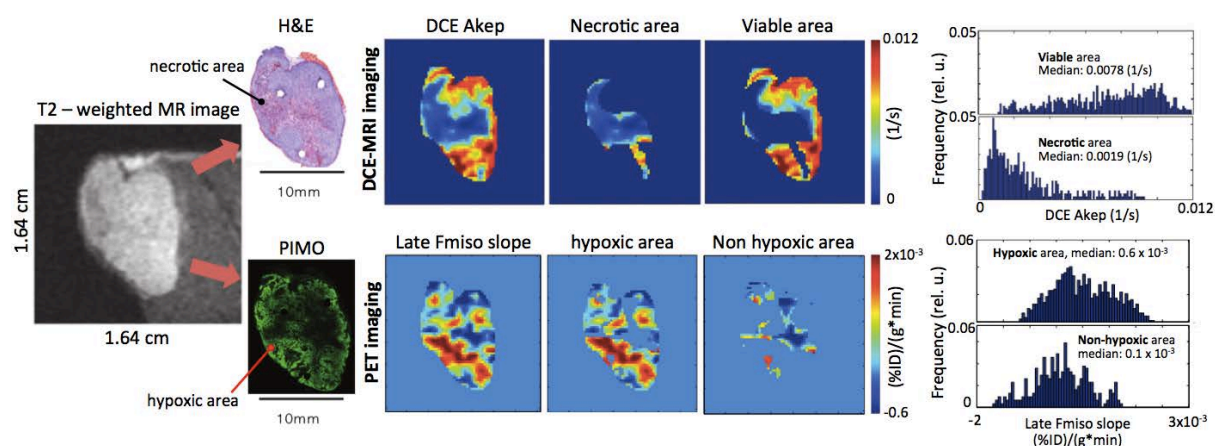 H&E
necrotic area
T2 – weighted MR image
10mm
1.64 cm
1.64 cm
PIMO
hypoxic area
10mm
DCE-MRI imaging
DCE Akep
Necrotic area
Viable area
0.012
(1/s)
0
PET imaging
Late Fmiso slope
hypoxic area
Non hypoxic area
2x10-3
(%ID)/(g*min)
-0.6
Frequency (rel. u.)
0.05
Viable area
Median: 0.0078 (1/s)
0.05
Necrotic area
Median: 0.0019 (1/s)
0
DCE Akep (1/s)
0.012
Frequency (rel. u.)
0.06
Hypoxic area, median: 0.6 x 10-3
0.06
Non-hypoxic area
median: 0.1 x 10-3
0
-2
Late Fmiso slope
3x10-3
(%ID)/(g*min)